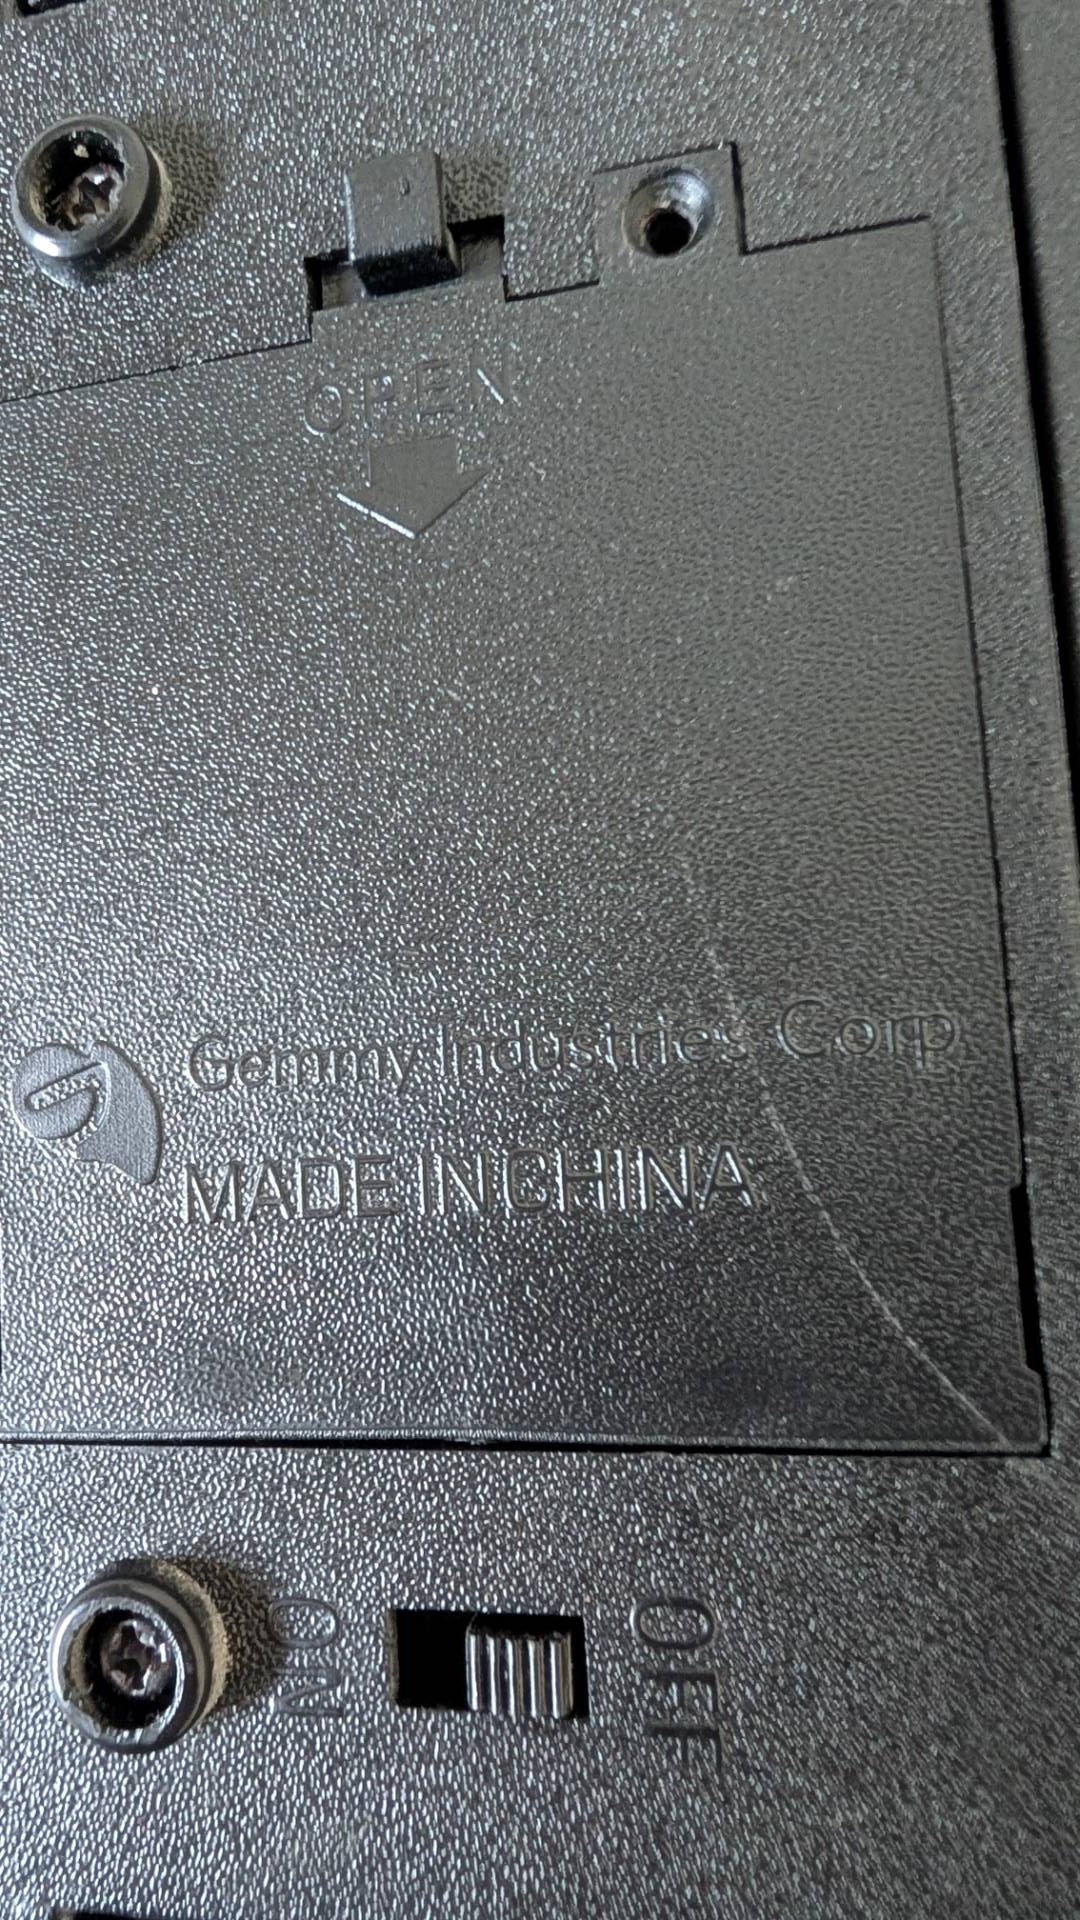 OPEN
Gemmy Industries Corp
MADE IN CHINA
ON
OFF